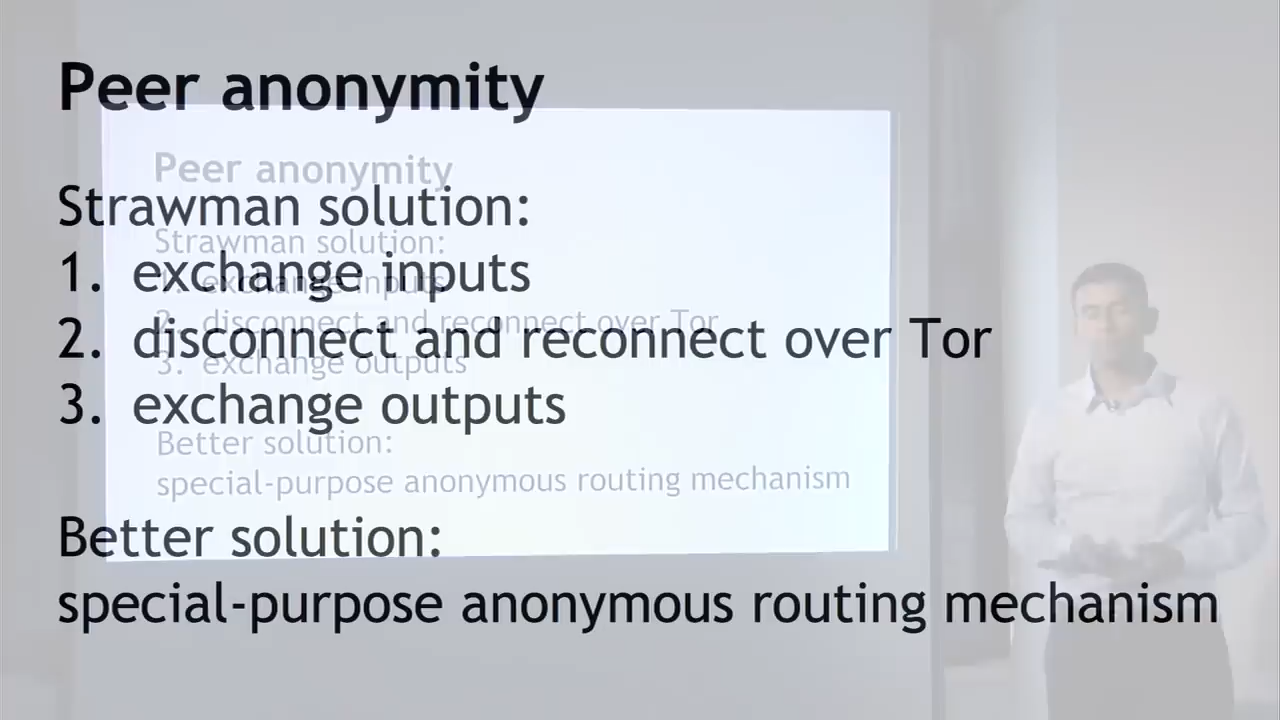 Peer anonymity
Strawman solution:
1. exchange inputs
2. disconnect and reconnect over Tor
3. exchange outputs
Better solution:
special-purpose anonymous routing mechanism
Peer anonymity
Strawman solution:
1. exchange inputs
2. disconnect and reconnect over Tor
3. exchange outputs
Better solution:
special-purpose anonymous routing mechanism